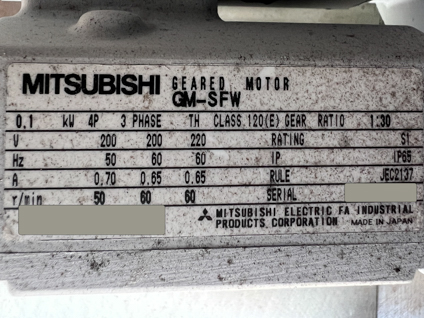 MITSUBISHI GEARED MOTOR
GM-SFW
0.1 kW 4P 3 PHASE TH CLASS 120(E) GEAR RATIO 1:30
V 200 200 220 RATING S1
Hz 50 60 60 IP IP65
A 0.70 0.65 0.65 RULE JEC2137
r/min 50 60 60 SERIAL
MITSUBISHI ELECTRIC FA INDUSTRIAL
PRODUCTS CORPORATION MADE IN JAPAN